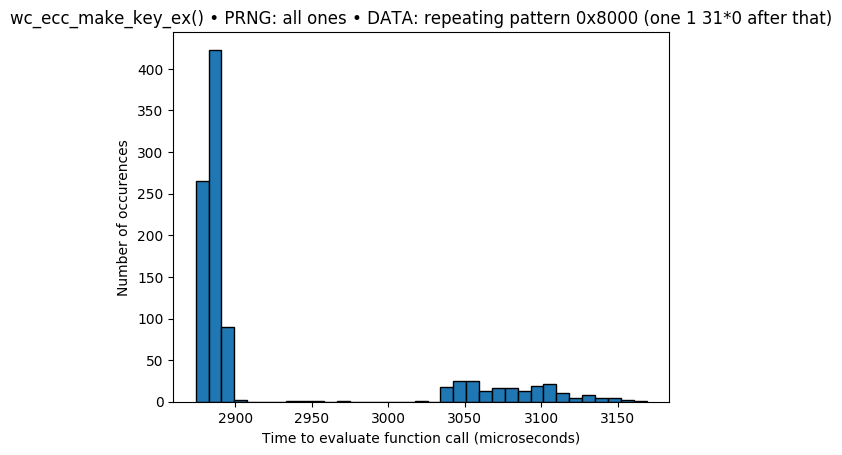 wc_ecc_make_key_ex() • PRNG: all ones • DATA: repeating pattern 0x8000 (one 1 31*0 after that)
400
350
300
250
200
150
100
50
0
Number of occurences
2900 2950 3000 3050 3100 3150
Time to evaluate function call (microseconds)